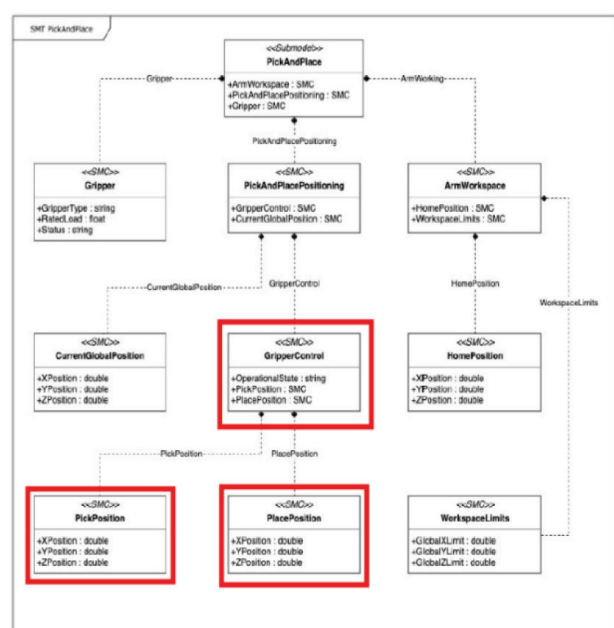 SMT PickAndPlace
<<Submodel>>
PickAndPlace
+ArmWorkspace : SMC
+PickAndPlacePositioning : SMC
+Gripper : SMC
Gripper
ArmWorking
PickAndPlacePositioning
<<SMC>>
Gripper
+GripperType : string
+RatedLoad : float
+Status : string
<<SMC>>
PickAndPlacePositioning
+GripperControl : SMC
+CurrentGlobalPosition : SMC
<<SMC>>
ArmWorkspace
+HomePosition : SMC
+WorkspaceLimits : SMC
CurrentGlobalPosition
GripperControl
HomePosition
WorkspaceLimits
<<SMC>>
CurrentGlobalPosition
+XPosition : double
+YPosition : double
+ZPosition : double
<<SMC>>
GripperControl
+OperationalState : string
+PickPosition : SMC
+PlacePosition : SMC
<<SMC>>
HomePosition
+XPosition : double
+YPosition : double
+ZPosition : double
PickPosition
PlacePosition
<<SMC>>
PickPosition
+XPosition : double
+YPosition : double
+ZPosition : double
<<SMC>>
PlacePosition
+XPosition : double
+YPosition : double
+ZPosition : double
<<SMC>>
WorkspaceLimits
+GlobalXLimit : double
+GlobalYLimit : double
+GlobalZLimit : double